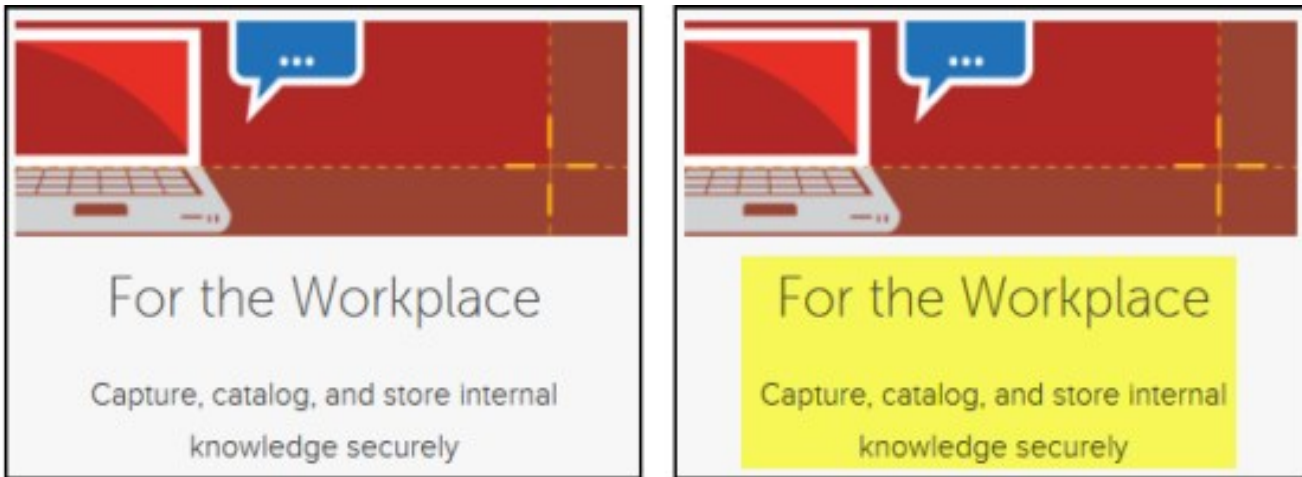 For the Workplace
Capture, catalog, and store internal
knowledge securely
For the Workplace
Capture, catalog, and store internal
knowledge securely